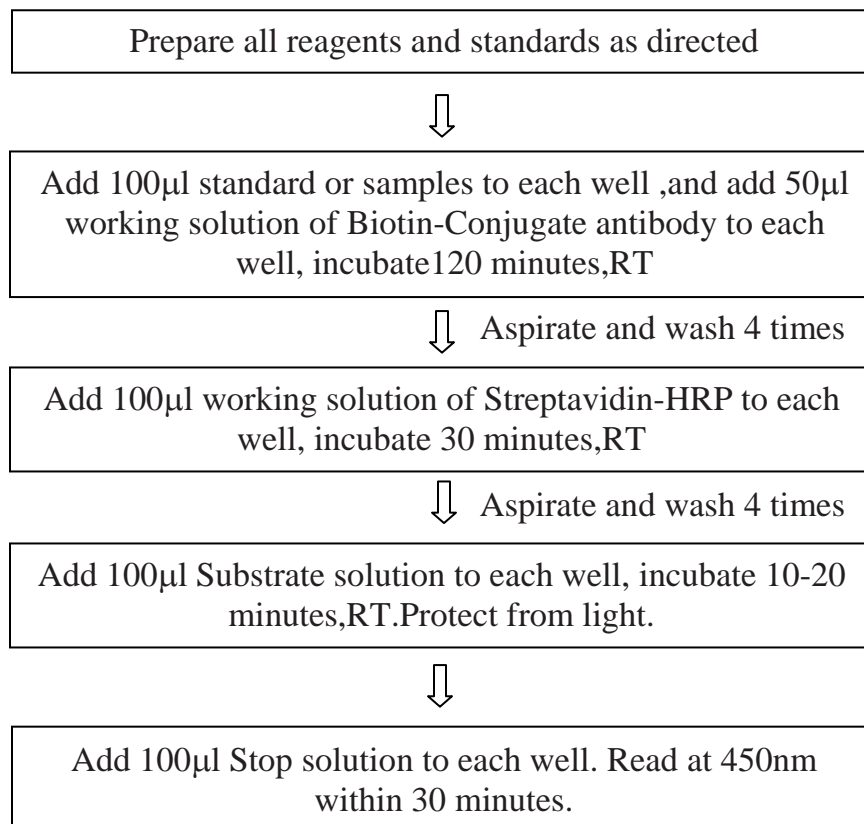 Prepare all reagents and standards as directed
Add 100μl standard or samples to each well ,and add 50μl
working solution of Biotin-Conjugate antibody to each
well, incubate120 minutes,RT
Aspirate and wash 4 times
Add 100μl working solution of Streptavidin-HRP to each
well, incubate 30 minutes,RT
Aspirate and wash 4 times
Add 100μl Substrate solution to each well, incubate 10-20
minutes,RT.Protect from light.
Add 100μl Stop solution to each well. Read at 450nm
within 30 minutes.